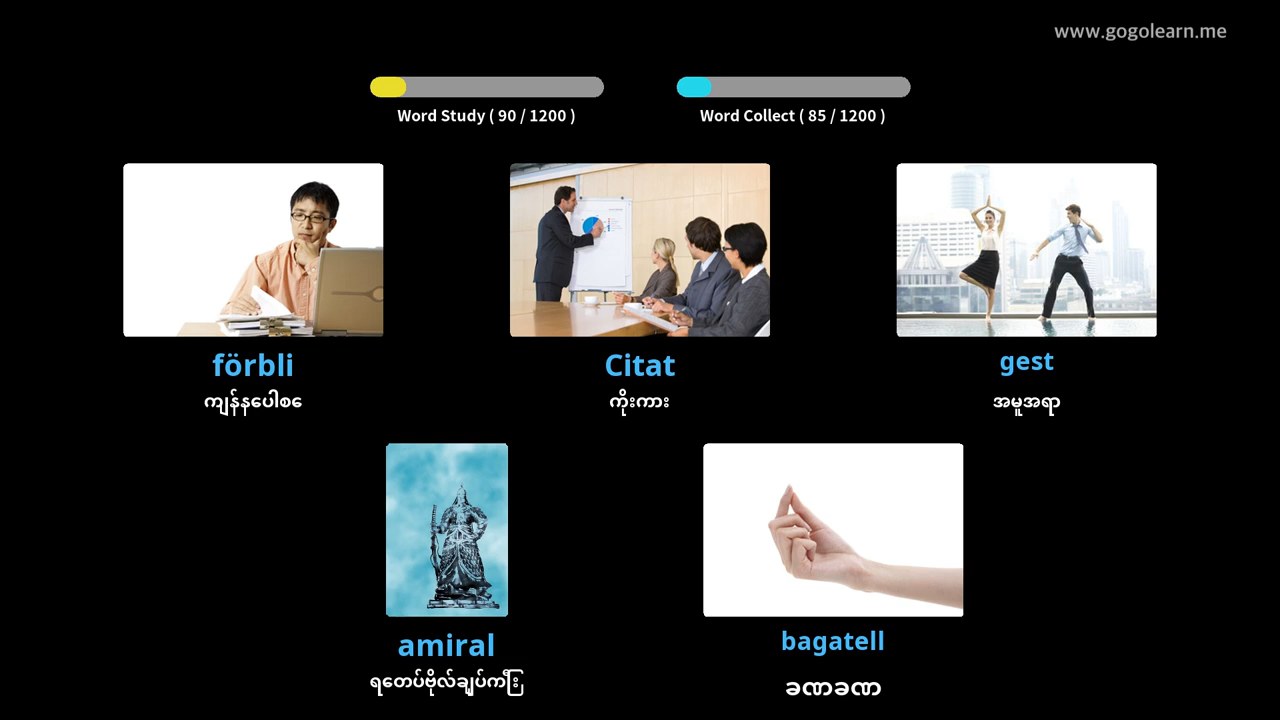 www.gogolearn.me
Word Study ( 90 / 1200 )
Word Collect ( 85 / 1200 )
förbli
ကျန်နပေါစေ
Citat
ကိုးကား
gest
အမူအရာ
amiral
ရတေပ်ဗိုလ်ချုပ်ကြီး
bagatell
ခဏခဏ